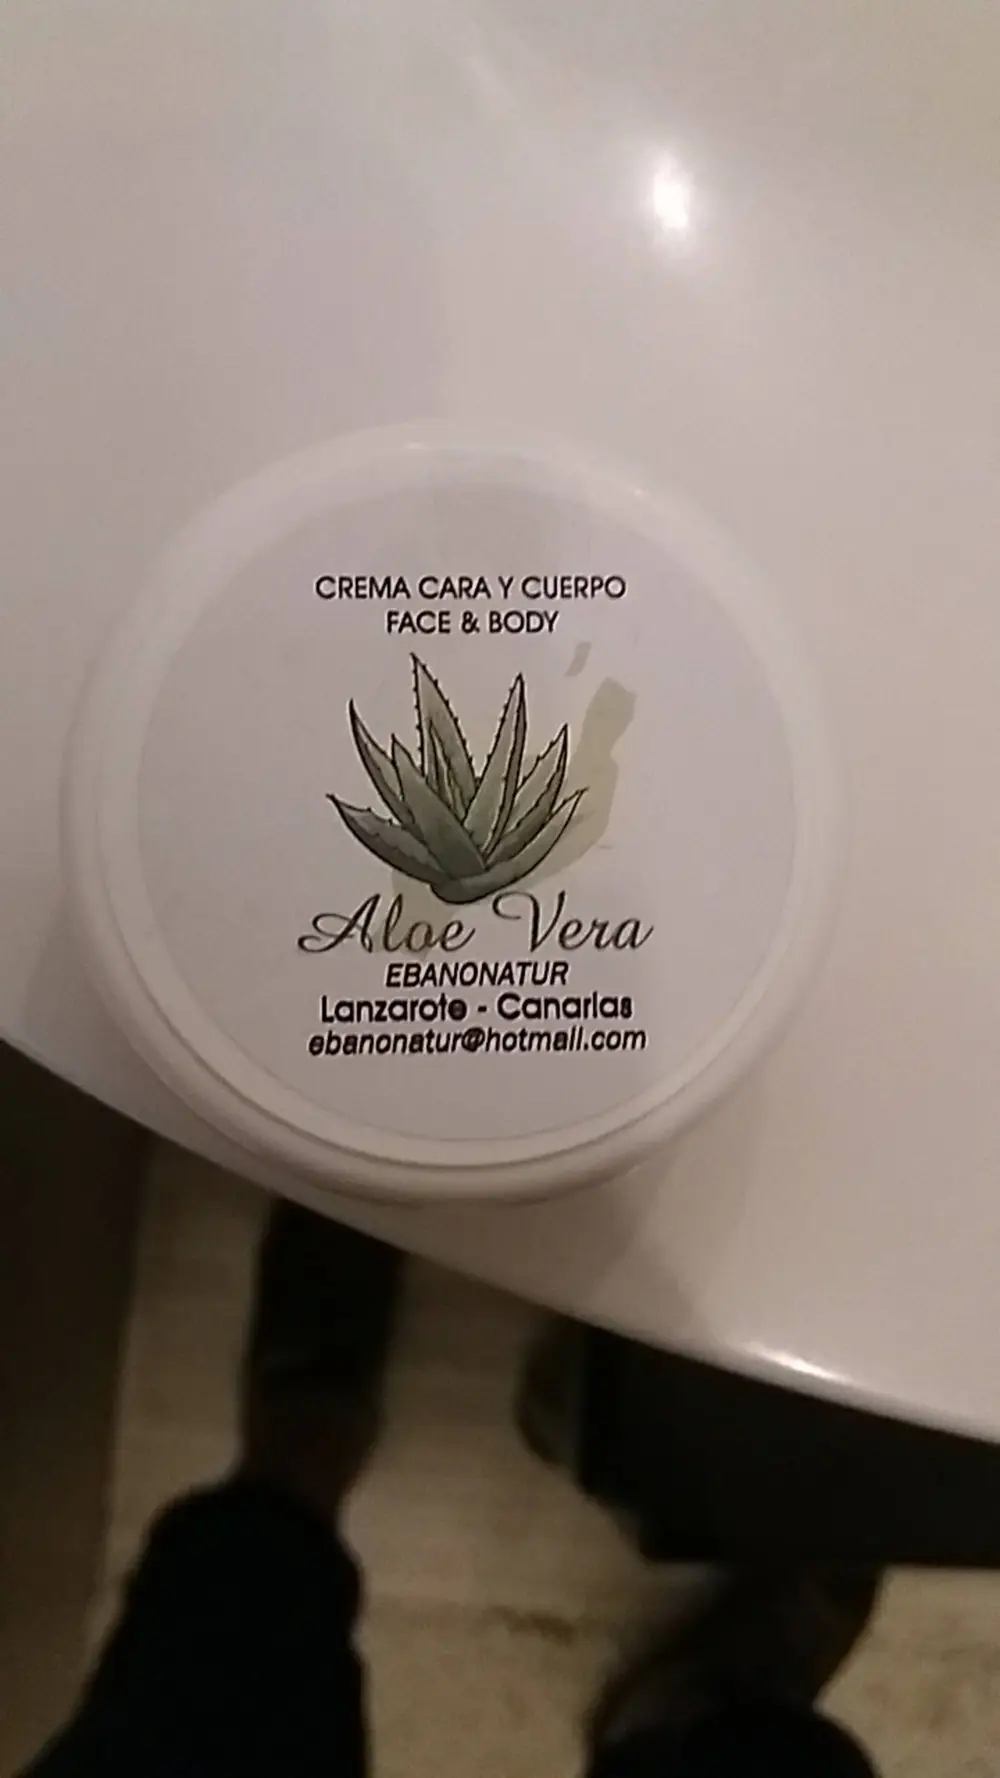 CREMA CARA Y CUERPO
FACE & BODY
Aloe Vera
EBANONATUR
Lanzarote - Canarias
ebanonatur@hotmail.com